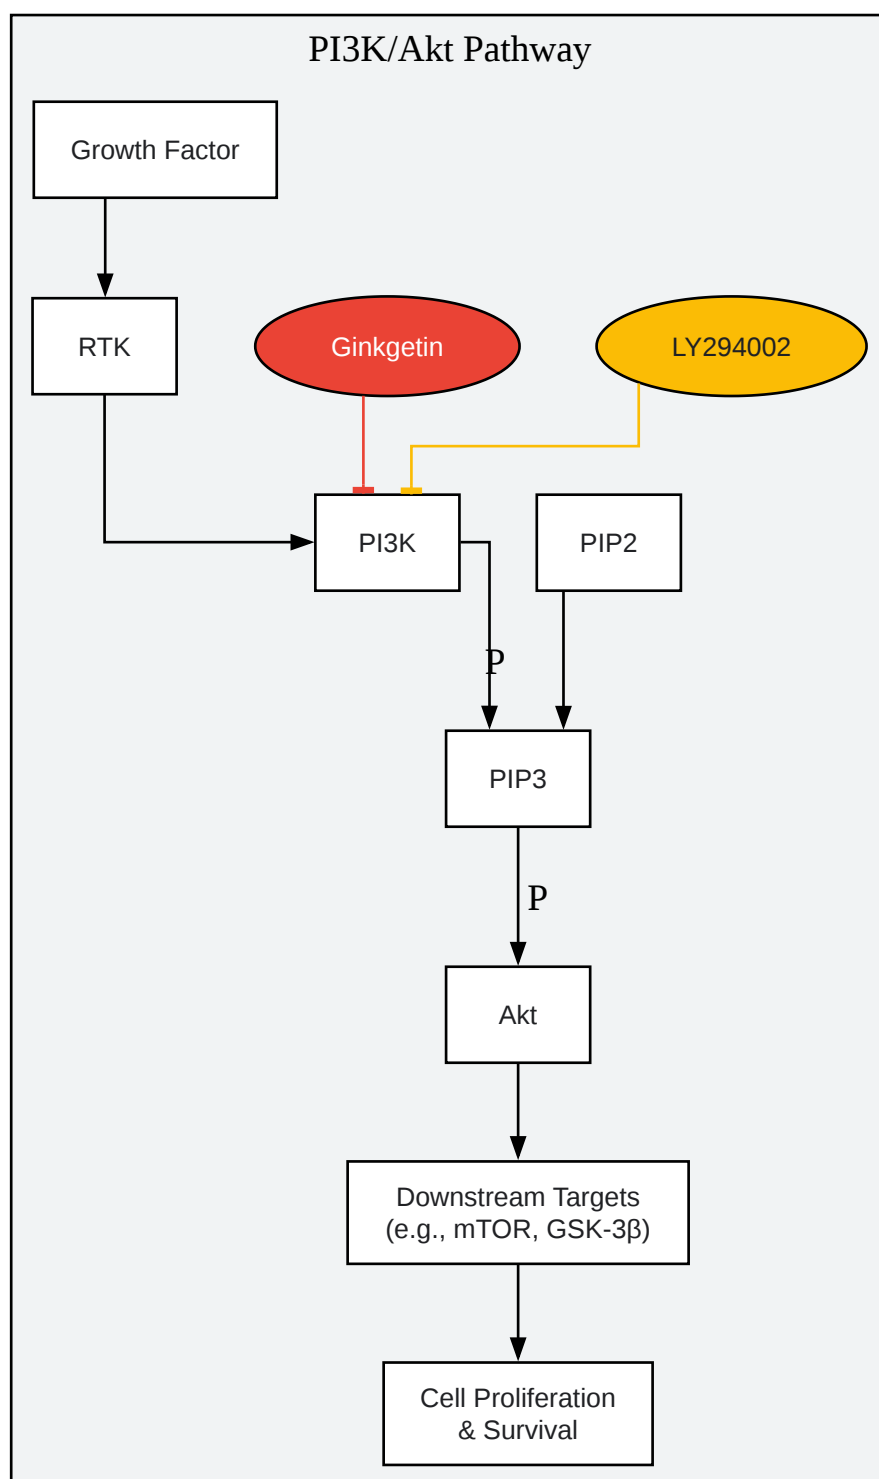 PI3K/Akt Pathway
Growth Factor
RTK
Ginkgetin
LY294002
PI3K
PIP2
P
PIP3
P
Akt
Downstream Targets
(e.g., mTOR, GSK-3β)
Cell Proliferation
& Survival